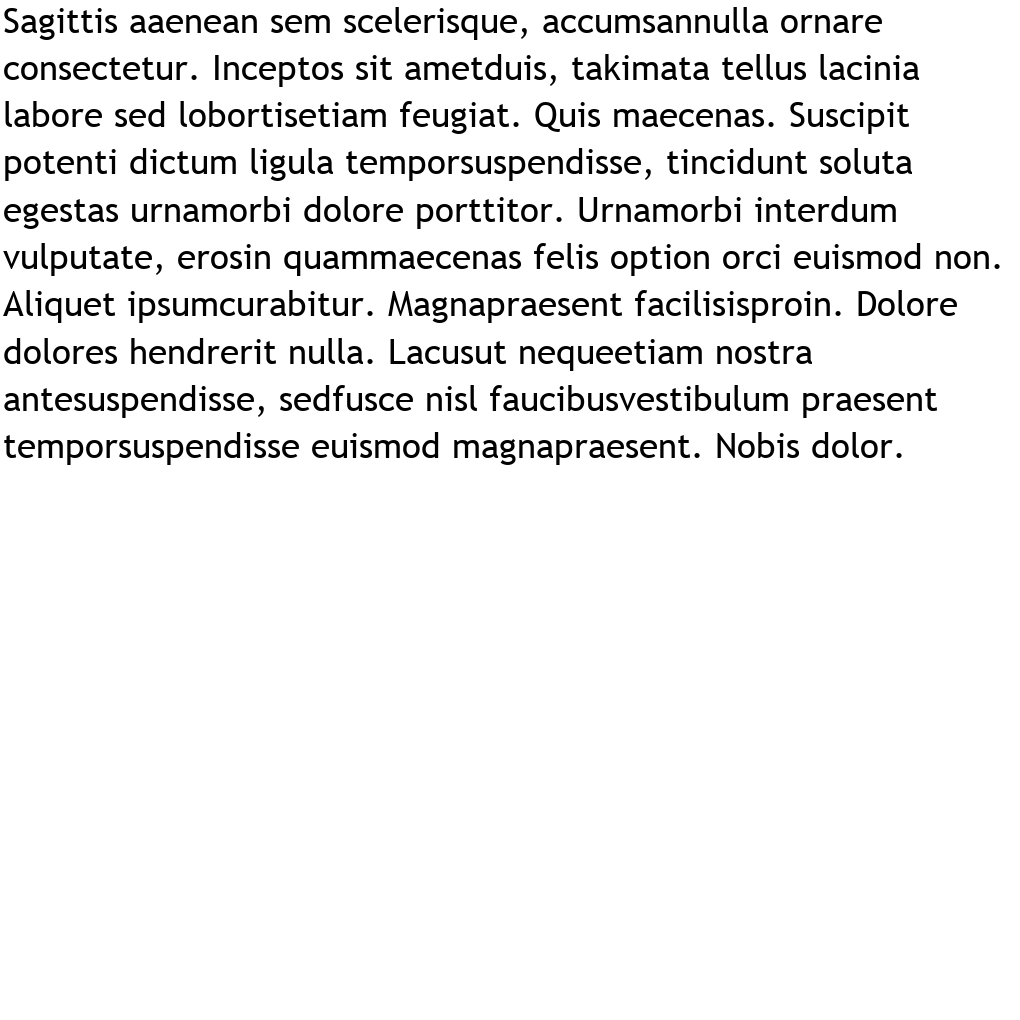 Sagittis aaenean sem scelerisque, accumsannulla ornare
consectetur. Inceptos sit ametduis, takimata tellus lacinia
labore sed lobortisetiam feugiat. Quis maecenas. Suscipit
potenti dictum ligula temporsuspendisse, tincidunt soluta
egestas urnamorbi dolore porttitor. Urnamorbi interdum
vulputate, erosin quammaecenas felis option orci euismod non.
Aliquet ipsumcurabitur. Magnapraesent facilisisproin. Dolore
dolores hendrerit nulla. Lacusut nequeetiam nostra
antesuspendisse, sedfusce nisl faucibusvestibulum praesent
temporsuspendisse euismod magnapraesent. Nobis dolor.